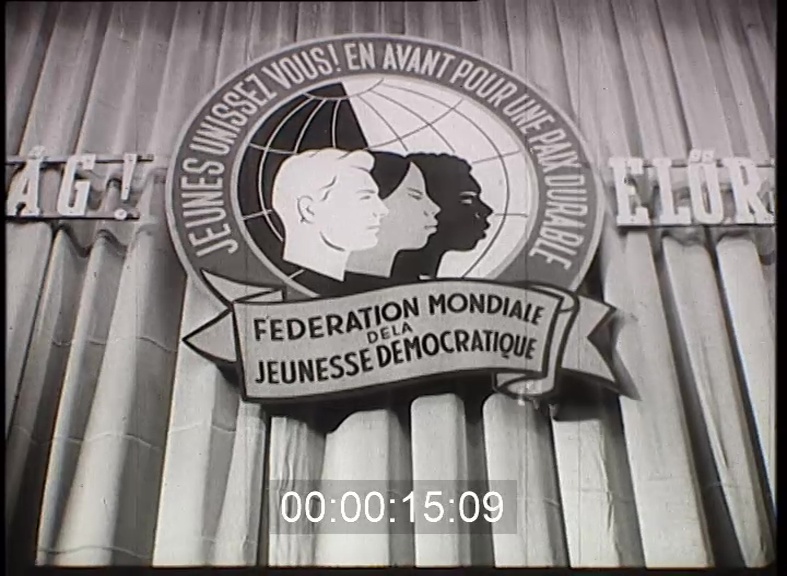 JEUNES UNISSEZ VOUS! EN AVANT POUR UNE PAIX DURABLE
ÁG! ELŐR
FEDERATION MONDIALE
DE LA
JEUNESSE DEMOCRATIQUE
00:00:15:09